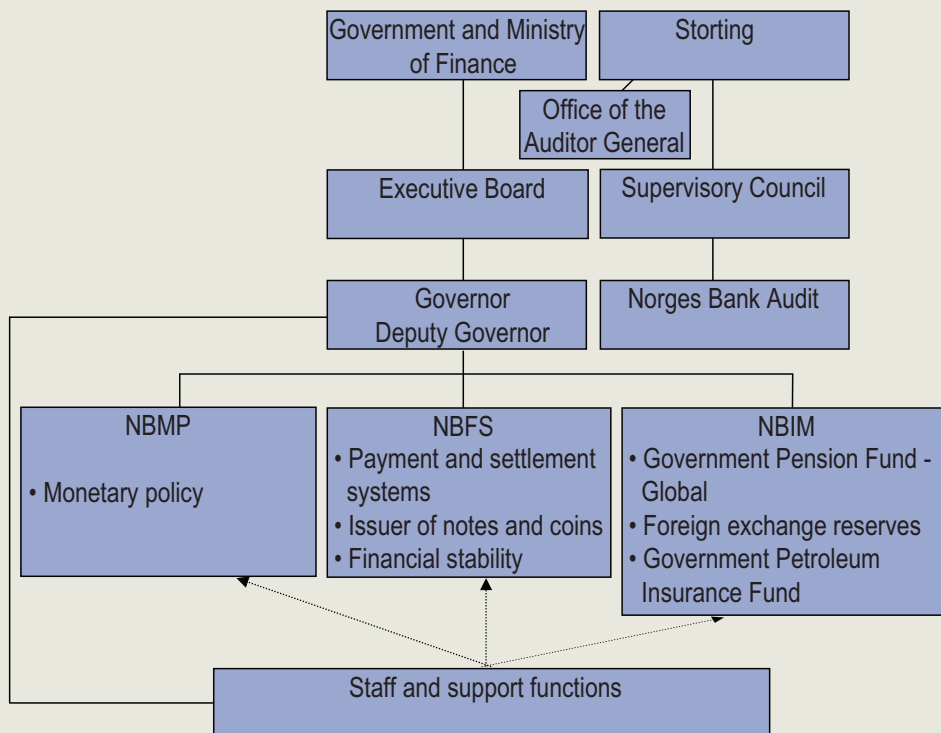 Government and Ministry
of Finance
Storting
Office of the
Auditor General
Executive Board
Supervisory Council
Governor
Deputy Governor
Norges Bank Audit
NBMP
• Monetary policy
NBFS
• Payment and settlement
systems
• Issuer of notes and coins
• Financial stability
NBIM
• Government Pension Fund -
Global
• Foreign exchange reserves
• Government Petroleum
Insurance Fund
Staff and support functions